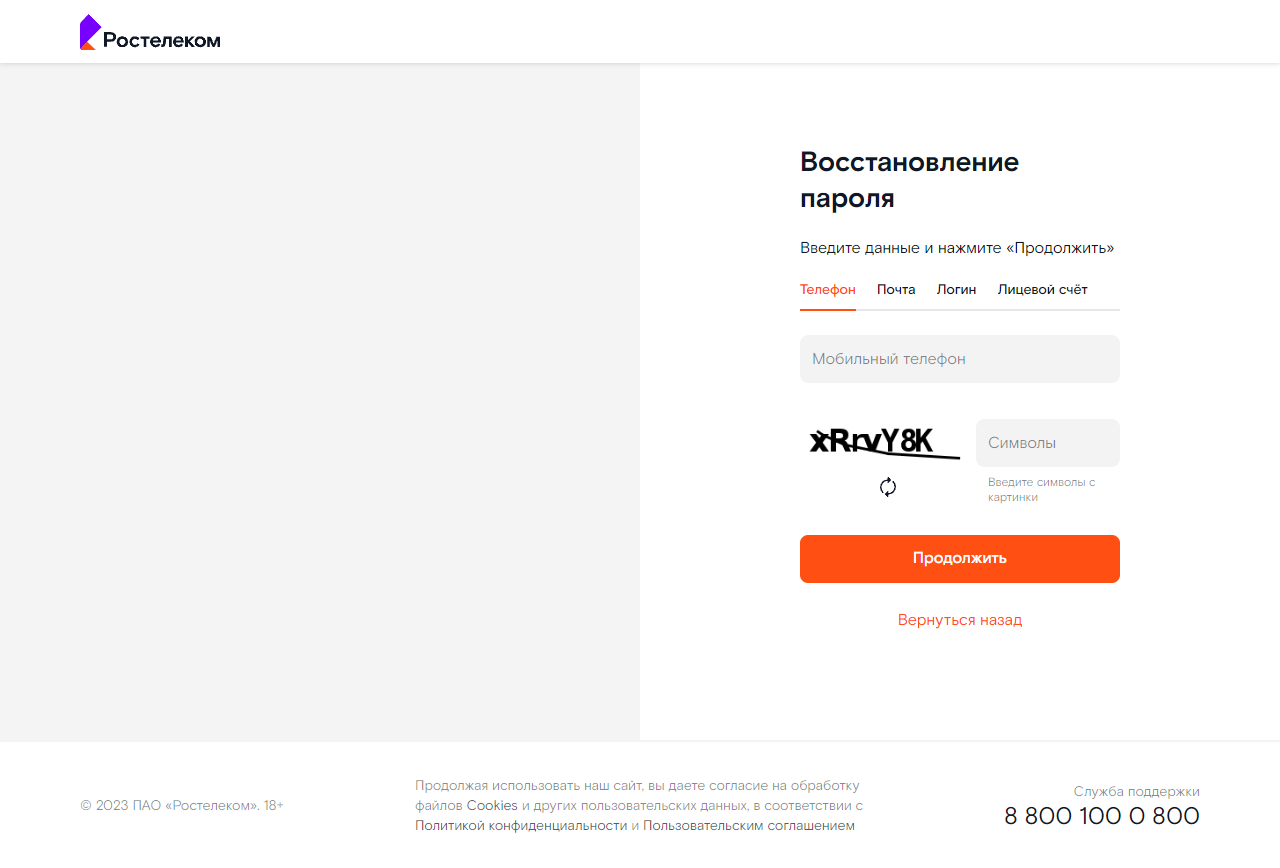 Ростелеком
Восстановление
пароля
Введите данные и нажмите «Продолжить»
Телефон Почта Логин Лицевой счёт
Мобильный телефон
xRrvY8K
Символы
Введите символы с
картинки
Продолжить
Вернуться назад
© 2023 ПАО «Ростелеком». 18+
Продолжая использовать наш сайт, вы даете согласие на обработку
файлов Cookies и других пользовательских данных, в соответствии с
Политикой конфиденциальности и Пользовательским соглашением
Служба поддержки
8 800 100 0 800